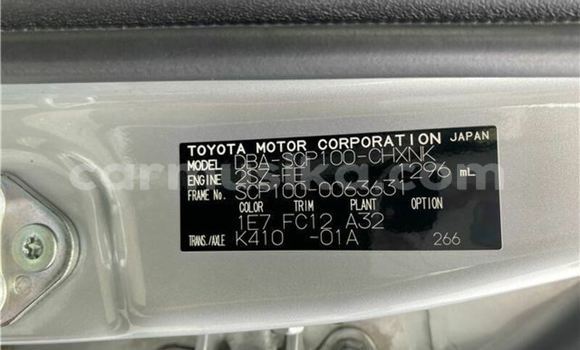 TOYOTA MOTOR CORPORATION JAPAN
MODEL DBA-SCP100-CHXNK
ENGINE 2SZ-FE 1296 mL
FRAME No. SCP100-0063631
COLOR TRIM PLANT OPTION
1E7 FC12 A32
TRANS./AXLE K410 -01A 266